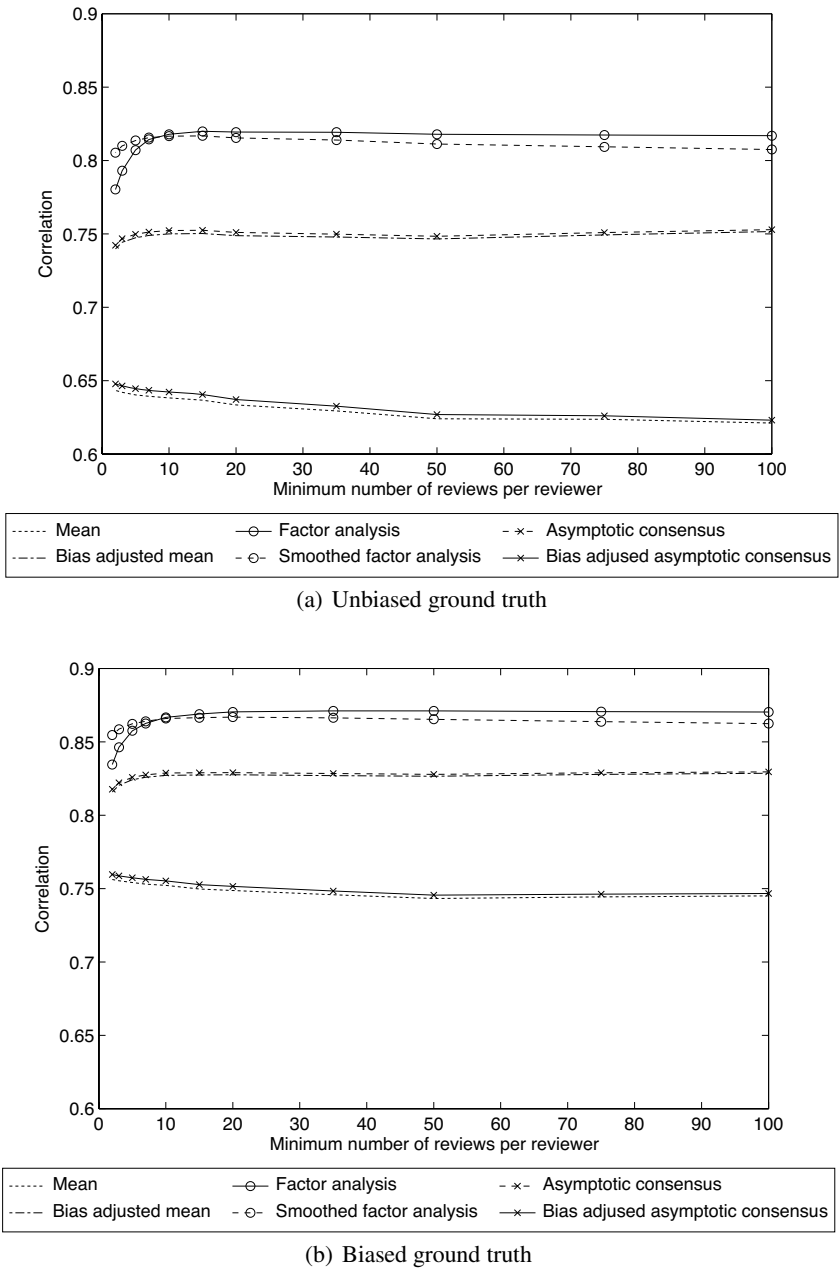 0.9
0.85
0.8
0.75
0.7
0.65
0.6
Correlation
0 10 20 30 40 50 60 70 80 90 100
Minimum number of reviews per reviewer
Mean Factor analysis Asymptotic consensus
Bias adjusted mean Smoothed factor analysis Bias adjused asymptotic consensus
(a) Unbiased ground truth
0.9
0.85
0.8
0.75
0.7
0.65
0.6
Correlation
0 10 20 30 40 50 60 70 80 90 100
Minimum number of reviews per reviewer
Mean Factor analysis Asymptotic consensus
Bias adjusted mean Smoothed factor analysis Bias adjused asymptotic consensus
(b) Biased ground truth